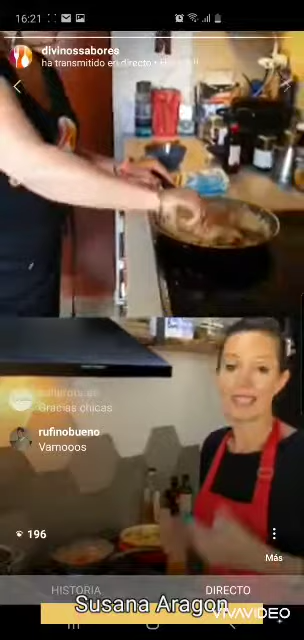 16:21
divinossabores
ha transmitido en directo •
Gracias chicas
rufinobueno
Vamooos
196
Más
HISTORIA
DIRECTO
Susana Aragon
VIVAVIDEO